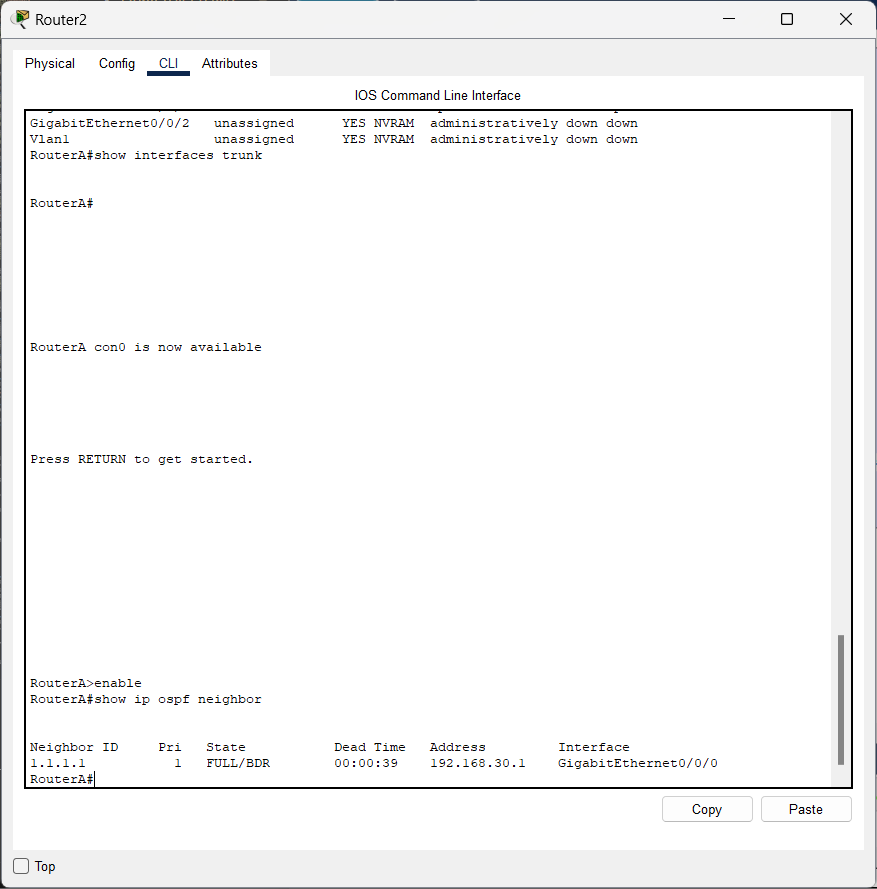 Router2
Physical Config CLI Attributes
IOS Command Line Interface
GigabitEthernet0/0/2 unassigned YES NVRAM administratively down down
Vlan1 unassigned YES NVRAM administratively down down
RouterA#show interfaces trunk
RouterA#
RouterA con0 is now available
Press RETURN to get started.
RouterA>enable
RouterA#show ip ospf neighbor
Neighbor ID Pri State Dead Time Address Interface
1.1.1.1 1 FULL/BDR 00:00:39 192.168.30.1 GigabitEthernet0/0/0
RouterA#
Copy Paste
Top